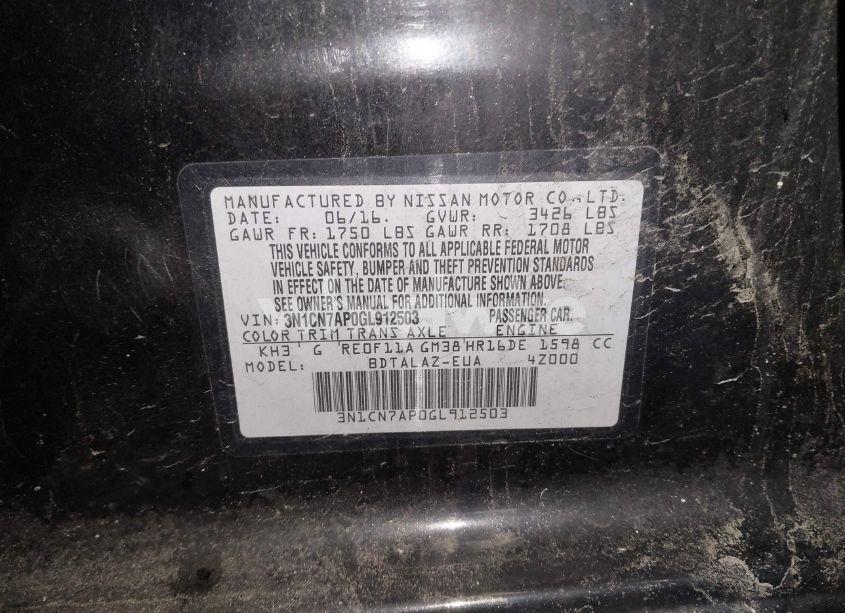 MANUFACTURED BY NISSAN MOTOR CO., LTD.
DATE: 06/16. GVWR: 3426 LBS
GAWR FR: 1750 LBS GAWR RR: 1708 LBS
THIS VEHICLE CONFORMS TO ALL APPLICABLE FEDERAL MOTOR
VEHICLE SAFETY, BUMPER AND THEFT PREVENTION STANDARDS
IN EFFECT ON THE DATE OF MANUFACTURE SHOWN ABOVE.
SEE OWNER'S MANUAL FOR ADDITIONAL INFORMATION.
VIN: 3N1CN7AP0GL912503 PASSENGER CAR.
COLOR TRIM TRANS AXLE ENGINE
KH3 G RE0F11A GM38 HR16DE 1598 CC
MODEL: BDTALAZ-EUA 4Z000
3N1CN7AP0GL912503